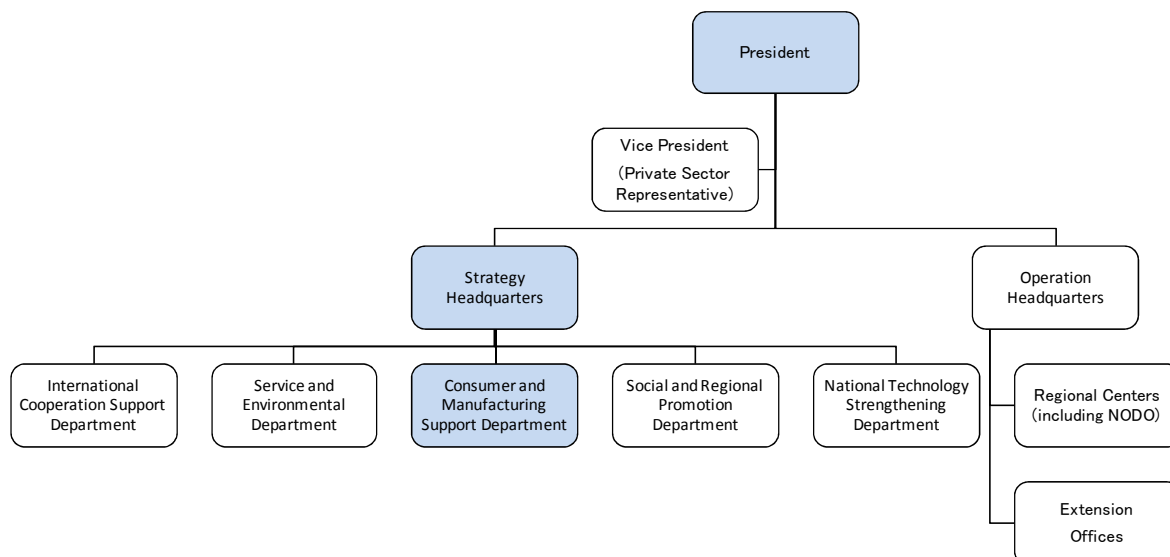 President
Vice President
(Private Sector
Representative)
Strategy
Headquarters
Operation
Headquarters
International
Cooperation Support
Department
Service and
Environmental
Department
Consumer and
Manufacturing
Support Department
Social and Regional
Promotion
Department
National Technology
Strengthening
Department
Regional Centers
(including NODO)
Extension
Offices